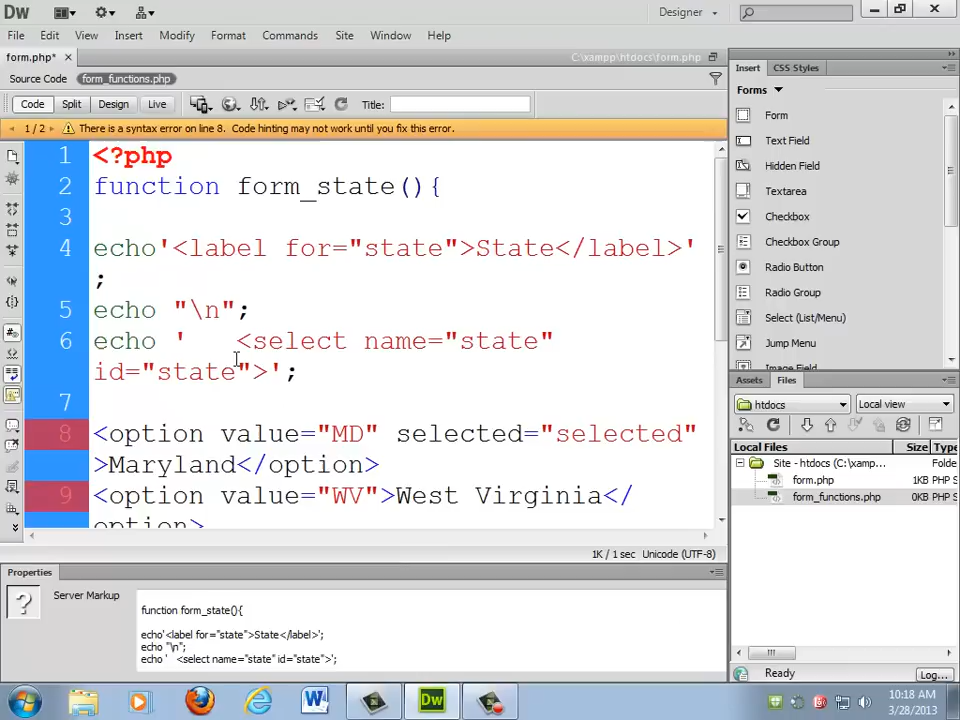 Dw
Designer
File Edit View Insert Modify Format Commands Site Window Help
form.php*
C:\xampp\htdocs\form.php
Source Code form_functions.php
Code Split Design Live Title:
1 / 2 There is a syntax error on line 8. Code hinting may not work until you fix this error.
1 <?php
2 function form_state(){
3
4 echo'<label for="state">State</label>'
;
5 echo "\n";
6 echo '   <select name="state"
id="state">';
7
8 <option value="MD" selected="selected"
>Maryland</option>
9 <option value="WV">West Virginia</
option>
1K / 1 sec Unicode (UTF-8)
Properties
? Server Markup
function form_state(){
echo'<label for="state">State</label>';
echo "\n";
echo '   <select name="state" id="state">';
Insert CSS Styles
Forms
Form
Text Field
Hidden Field
Textarea
Checkbox
Checkbox Group
Radio Button
Radio Group
Select (List/Menu)
Jump Menu
Image Field
Assets Files
htdocs Local view
Local Files Size Type
Site - htdocs (C:\xamp... Folde
form.php 1KB PHP S
form_functions.php 0KB PHP S
Ready Log...
W Dw
10:18 AM
3/28/2013